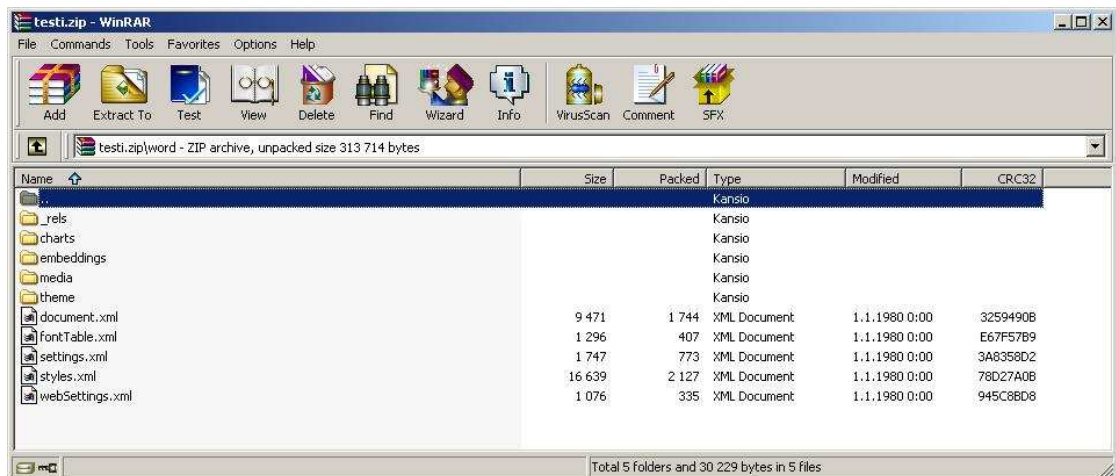 testi.zip - WinRAR
File Commands Tools Favorites Options Help
Add Extract To Test View Delete Find Wizard Info VirusScan Comment SFX
testi.zip\word - ZIP archive, unpacked size 313 714 bytes
Name Size Packed Type Modified CRC32
.. Kansio
_rels Kansio
charts Kansio
embeddings Kansio
media Kansio
theme Kansio
document.xml 9 471 1 744 XML Document 1.1.1980 0:00 3259490B
fontTable.xml 1 296 407 XML Document 1.1.1980 0:00 E67F57B9
settings.xml 1 747 773 XML Document 1.1.1980 0:00 3A8358D2
styles.xml 16 639 2 127 XML Document 1.1.1980 0:00 78D27A0B
webSettings.xml 1 076 335 XML Document 1.1.1980 0:00 945C8BD8
Total 5 folders and 30 229 bytes in 5 files